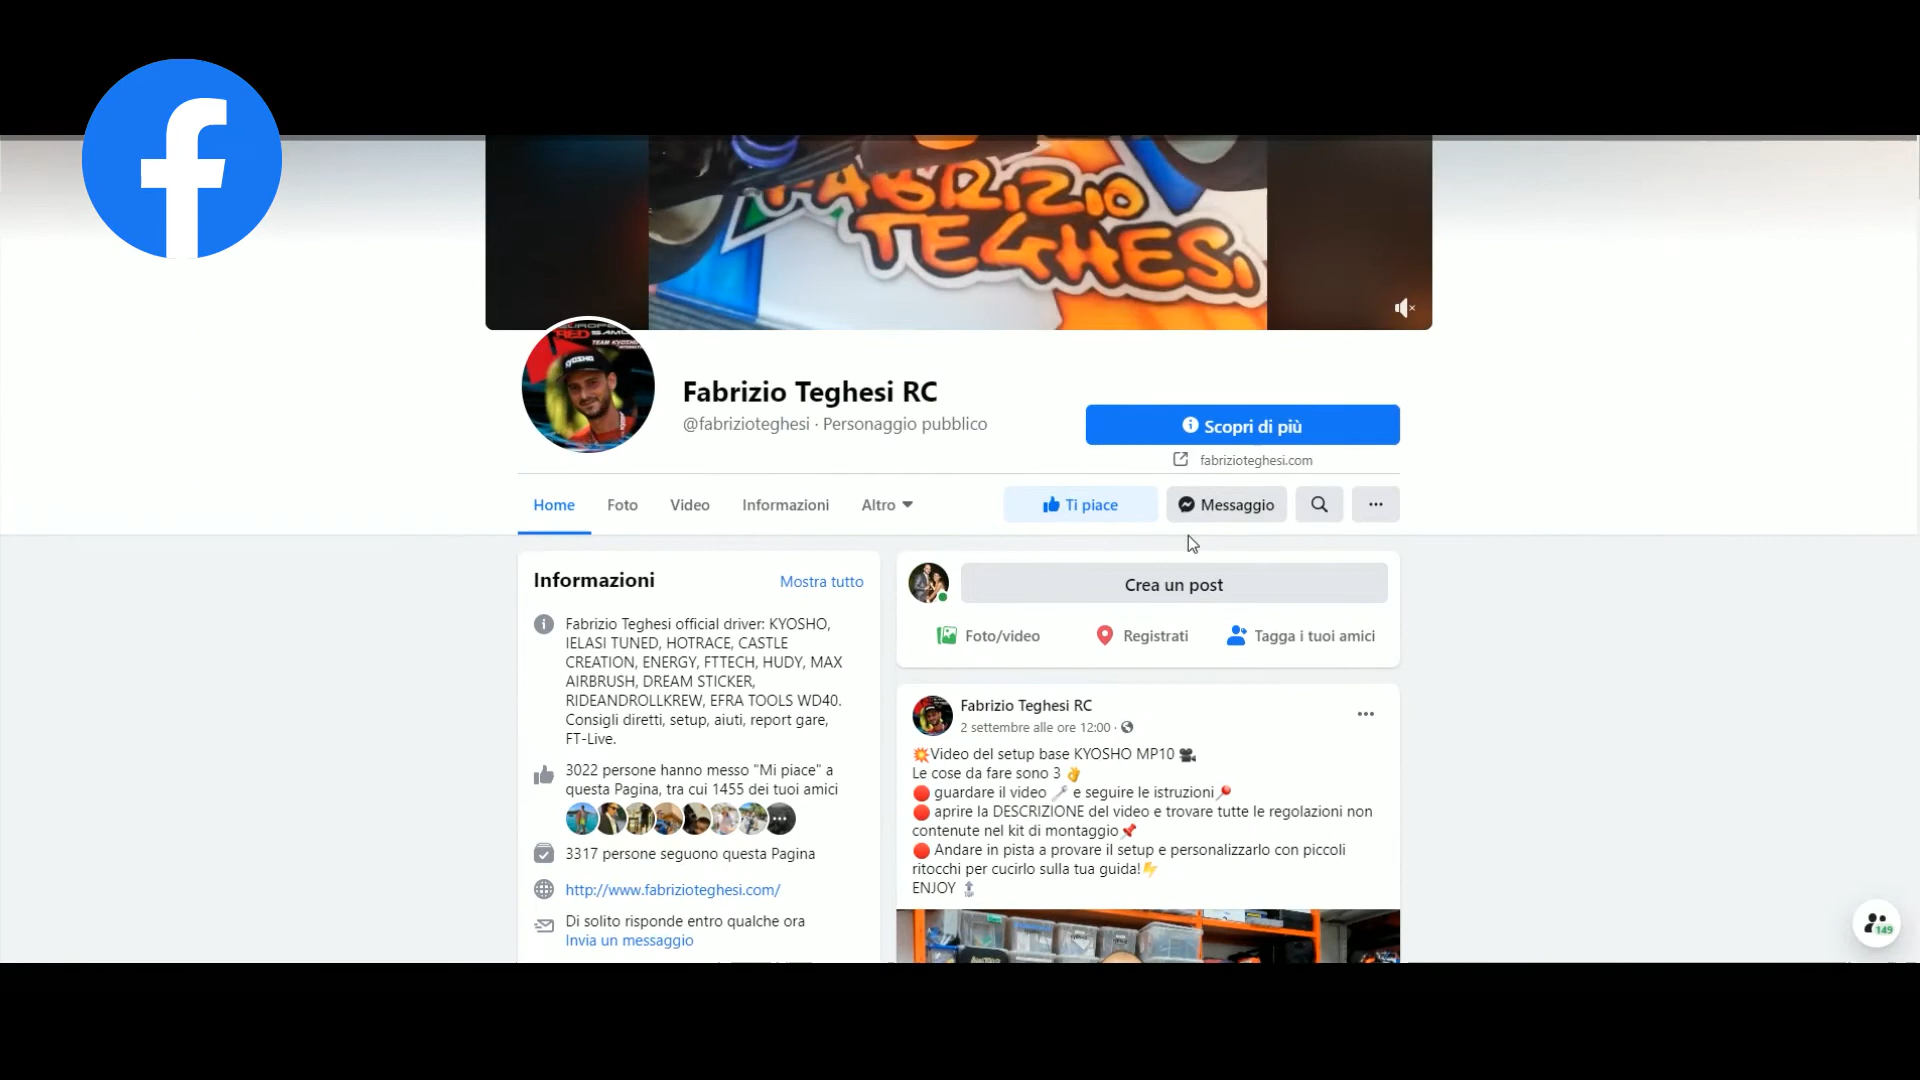 FABRIZIO
TEGHESI
RED SAMU
TEAM KYOSHO
KYOSHO
Fabrizio Teghesi RC
@fabrizioteghesi · Personaggio pubblico
Scopri di più
fabrizioteghesi.com
Home
Foto
Video
Informazioni
Altro
Ti piace
Messaggio
Informazioni
Mostra tutto
Fabrizio Teghesi official driver: KYOSHO,
IELASI TUNED, HOTRACE, CASTLE
CREATION, ENERGY, FTTECH, HUDY, MAX
AIRBRUSH, DREAM STICKER,
RIDEANDROLLKREW, EFRA TOOLS WD40.
Consigli diretti, setup, aiuti, report gare,
FT-Live.
3022 persone hanno messo "Mi piace" a
questa Pagina, tra cui 1455 dei tuoi amici
3317 persone seguono questa Pagina
http://www.fabrizioteghesi.com/
Di solito risponde entro qualche ora
Invia un messaggio
Crea un post
Foto/video
Registrati
Tagga i tuoi amici
Fabrizio Teghesi RC
2 settembre alle ore 12:00 ·
💥Video del setup base KYOSHO MP10 🎥
Le cose da fare sono 3 👌
🔴 guardare il video 🔧 e seguire le istruzioni📍
🔴 aprire la DESCRIZIONE del video e trovare tutte le regolazioni non
contenute nel kit di montaggio📌
🔴 Andare in pista a provare il setup e personalizzarlo con piccoli
ritocchi per cucirlo sulla tua guida!⚡
ENJOY 🔝
149